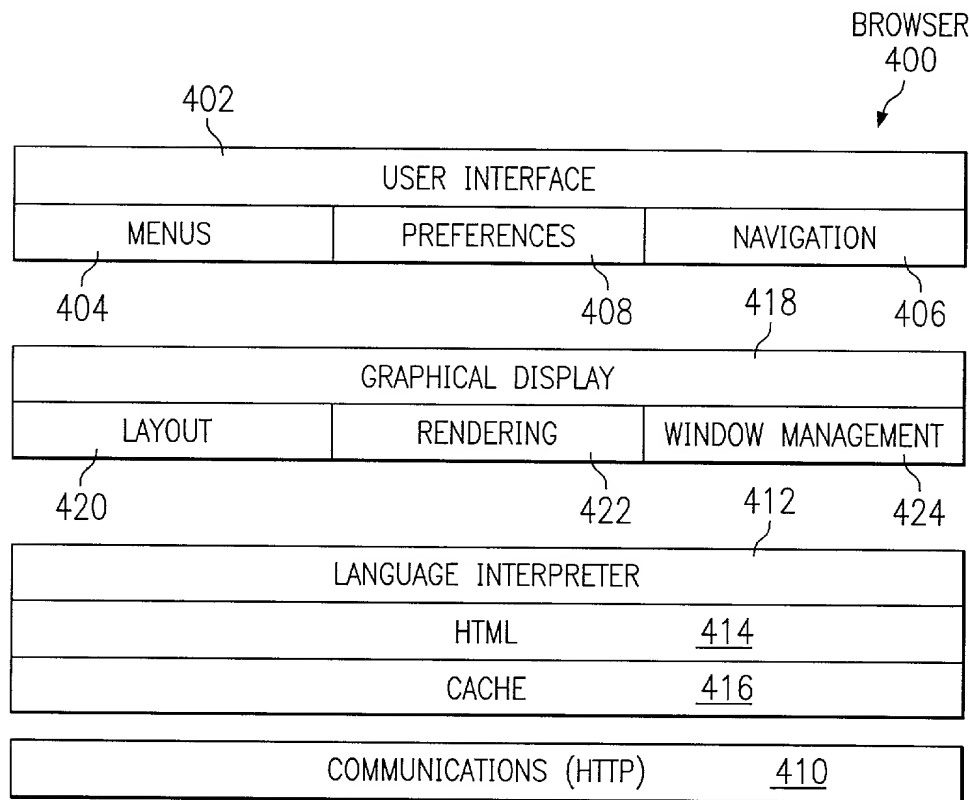 BROWSER
400
402
USER INTERFACE
MENUS PREFERENCES NAVIGATION
404 408 418 406
GRAPHICAL DISPLAY
LAYOUT RENDERING WINDOW MANAGEMENT
420 422 412 424
LANGUAGE INTERPRETER
HTML 414
CACHE 416
COMMUNICATIONS (HTTP) 410